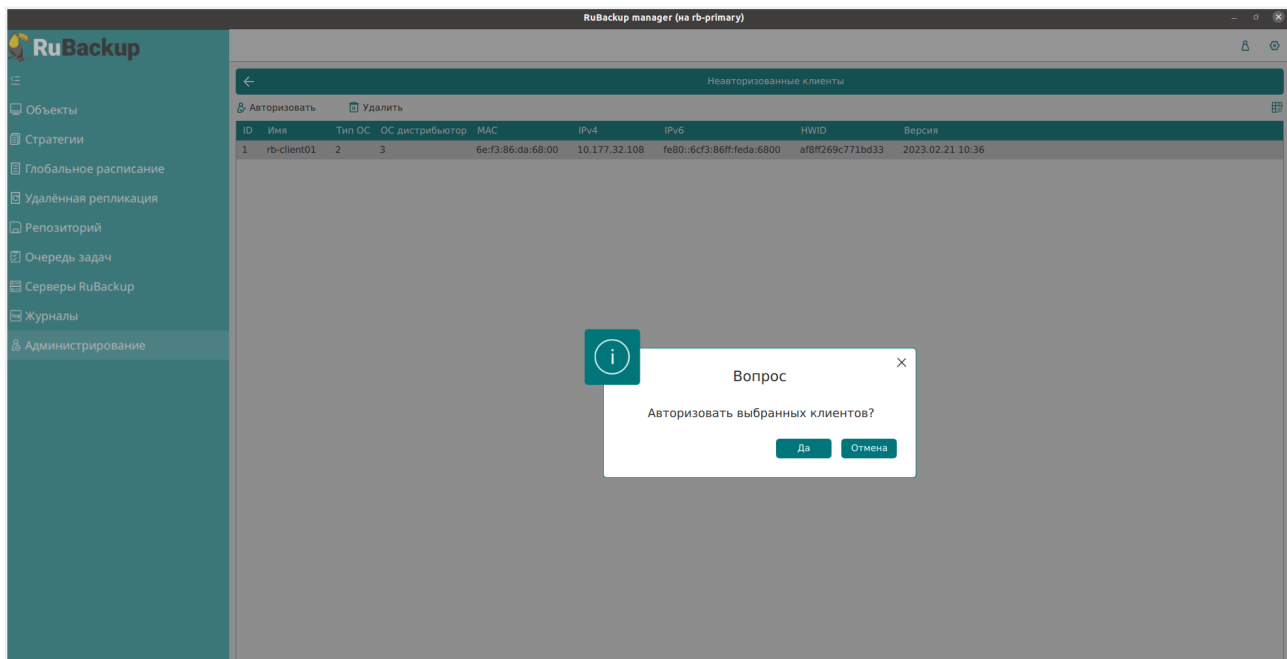 RuBackup manager (на rb-primary)
RuBackup
Неавторизованные клиенты
Объекты
Стратегии
Глобальное расписание
Удалённая репликация
Репозиторий
Очередь задач
Серверы RuBackup
Журналы
Администрирование
Авторизовать Удалить
ID Имя Тип ОС ОС дистрибьютор MAC IPv4 IPv6 HWID Версия
1 rb-client01 2 3 6e:f3:86:da:68:00 10.177.32.108 fe80::6cf3:86ff:feda:6800 af8ff269c771bd33 2023.02.21 10:36
Вопрос
Авторизовать выбранных клиентов?
Да Отмена